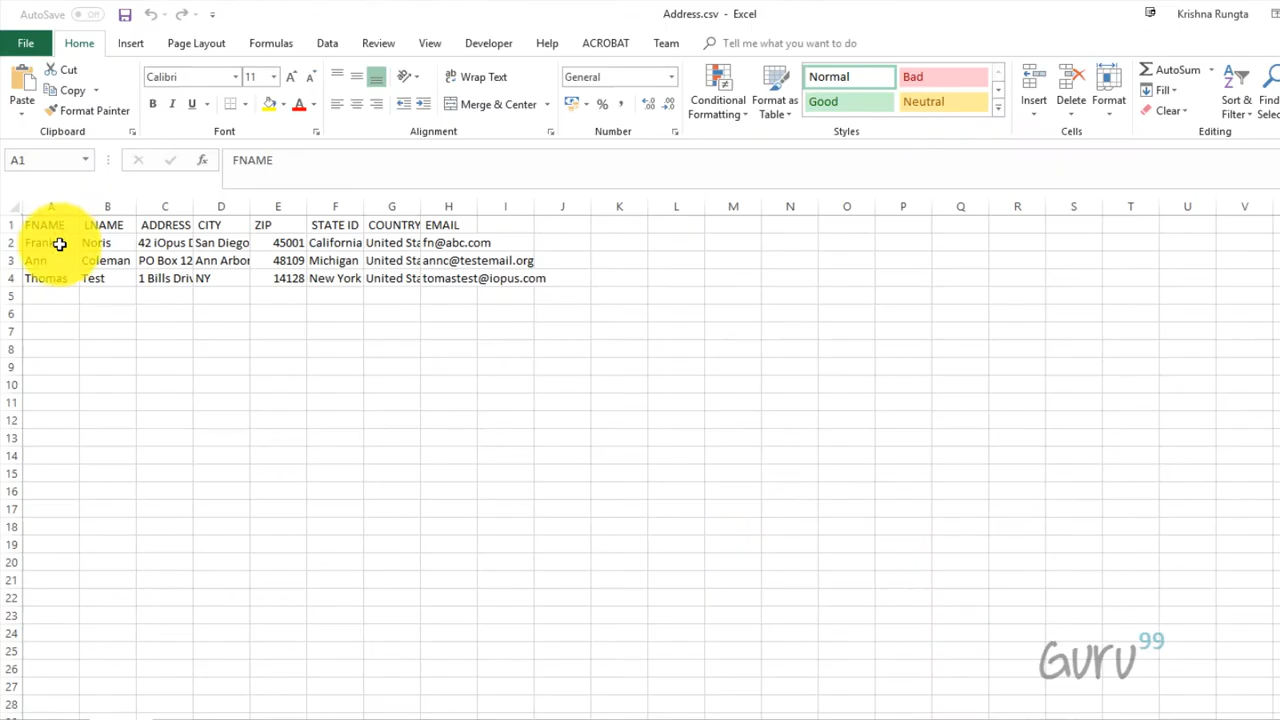 AutoSave Off
Address.csv - Excel
Krishna Rungta
File Home Insert Page Layout Formulas Data Review View Developer Help ACROBAT Team Tell me what you want to do
Paste
Cut
Copy
Format Painter
Clipboard
Calibri 11
B I U
Font
Wrap Text
Merge & Center
Alignment
General
%
Number
Conditional
Formatting
Format as
Table
Normal Bad
Good Neutral
Styles
Insert Delete Format
Cells
AutoSum
Fill
Clear
Sort &
Filter
Editing
A1 fx FNAME
A B C D E F G H I J K L M N O P Q R S T U V
1 FNAME LNAME ADDRESS CITY ZIP STATE ID COUNTRY EMAIL
2 Frank Noris 42 iOpus San Diego 45001 California United Sta fn@abc.com
3 Ann Coleman PO Box 12 Ann Arbor 48109 Michigan United Sta annc@testemail.org
4 Thomas Test 1 Bills Driv NY 14128 New York United Sta tomastest@iopus.com
5
6
7
8
9
10
11
12
13
14
15
16
17
18
19
20
21
22
23
24
25
26
27
28
Guru99